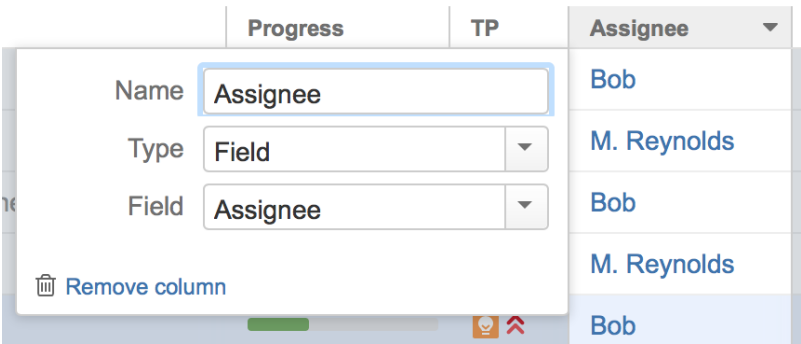 Progress TP Assignee
Name Assignee
Bob
Type Field
M. Reynolds
Field Assignee
Bob
M. Reynolds
Remove column
Bob